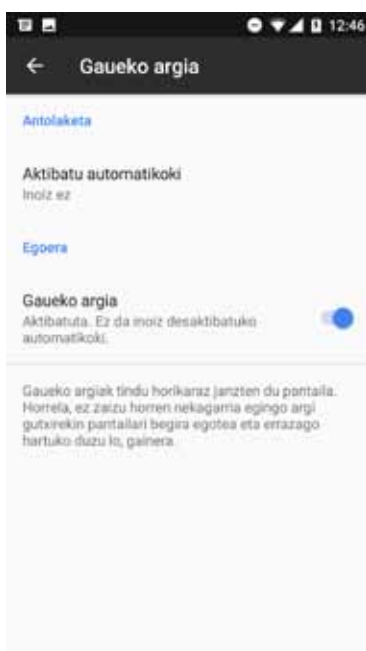 12:46
Gaueko argia
Antolaketa
Aktibatu automatikoki
Inoiz ez
Egoera
Gaueko argia
Aktibatuta. Ez da inoiz desaktibatuko
automatikoki.
Gaueko argiak tindu horikaraz janzten du pantaila.
Horrela, ez zaizu horren nekagarria egingo argi
gutxirekin pantailari begira egotea eta errazago
hartuko duzu lo, gainera.